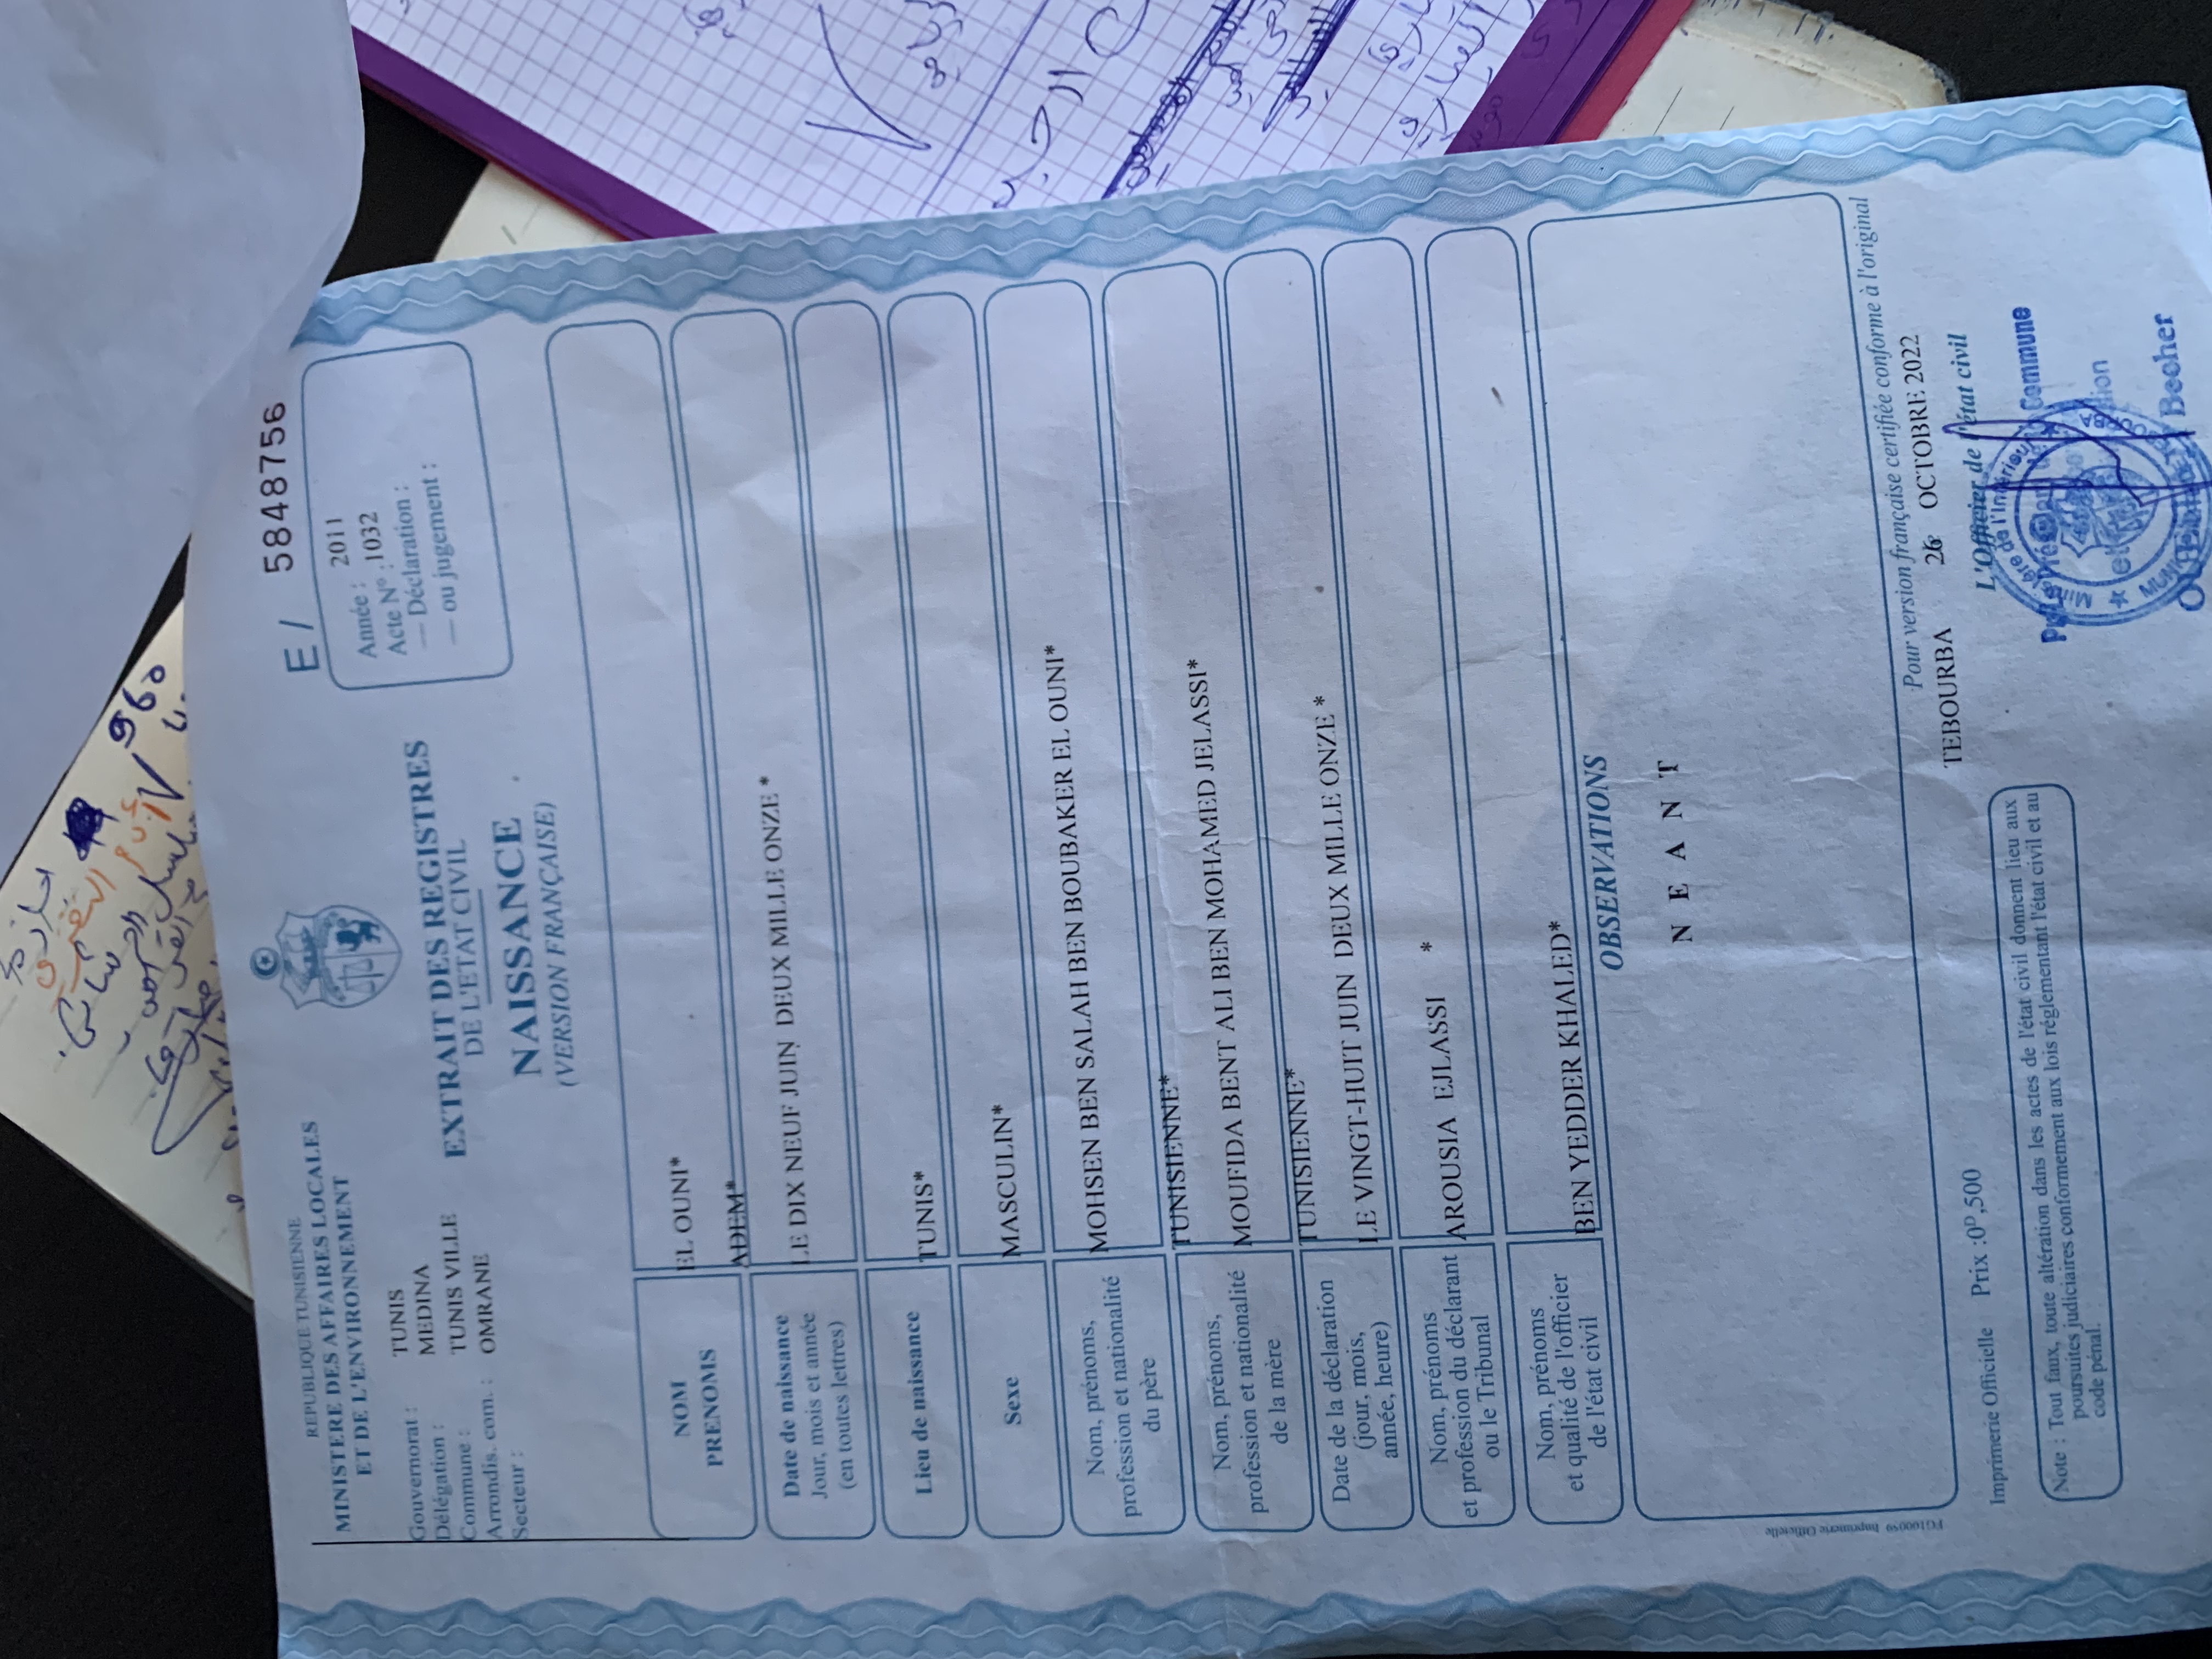 E/ 5848756
REPUBLIQUE TUNISIENNE
MINISTERE DES AFFAIRES LOCALES
ET DE L'ENVIRONNEMENT
Gouvernorat : TUNIS
Délégation : MEDINA
Commune : TUNIS VILLE
Arrondis. com. : OMRANE
Secteur :
EXTRAIT DES REGISTRES
DE L'ETAT CIVIL
NAISSANCE
(VERSION FRANÇAISE)
Année : 2011
Acte N° : 1032
— Déclaration :
— ou jugement :
NOM EL OUNI*
PRENOMS ADEM*
Date de naissance
Jour, mois et année
(en toutes lettres)
LE DIX NEUF JUIN DEUX MILLE ONZE *
Lieu de naissance TUNIS*
Sexe MASCULIN*
Nom, prénoms,
profession et nationalité
du père
MOHSEN BEN SALAH BEN BOUBAKER EL OUNI*
TUNISIENNE*
Nom, prénoms,
profession et nationalité
de la mère
MOUFIDA BENT ALI BEN MOHAMED JELASSI*
TUNISIENNE*
Date de la déclaration
(jour, mois,
année, heure)
LE VINGT-HUIT JUIN DEUX MILLE ONZE *
Nom, prénoms
et profession du déclarant
ou le Tribunal
AROUSIA EJLASSI *
Nom, prénoms
et qualité de l'officier
de l'état civil
BEN YEDDER KHALED*
OBSERVATIONS
N E A N T
Pour version française certifiée conforme à l'original
TEBOURBA 26 OCTOBRE 2022
L'Officier de l'état civil
Commune
Becher
Imprimerie Officielle Prix :0ᴰ,500
Note : Tout faux, toute altération dans les actes de l'état civil donnent lieu aux
poursuites judiciaires conformement aux lois réglementant l'état civil et au
code pénal.
FG100059 Imprimerie Officielle